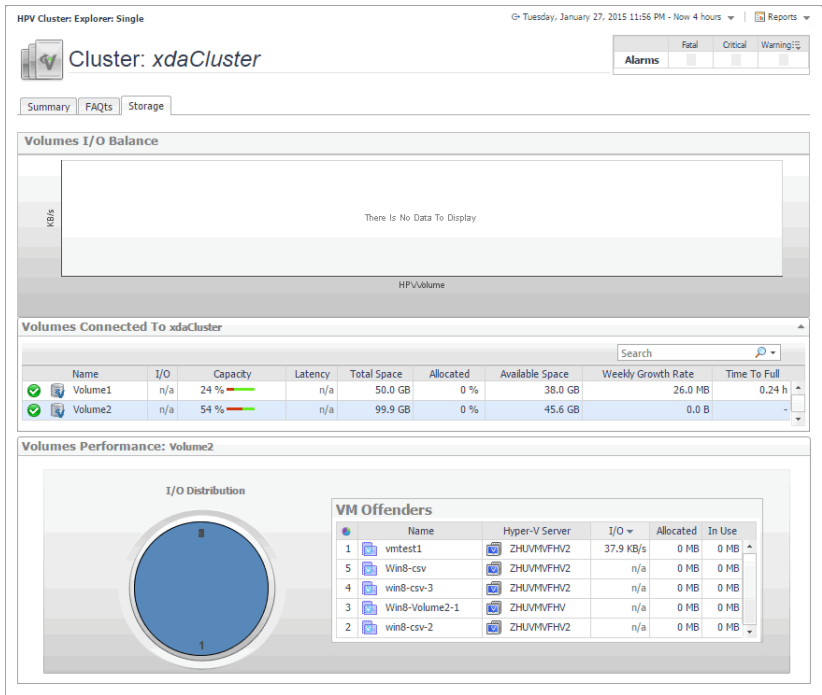 HPV Cluster: Explorer: Single
Tuesday, January 27, 2015 11:56 PM - Now 4 hours
Reports
Cluster: xdaCluster
Fatal Critical Warning
Alarms
Summary FAQts Storage
Volumes I/O Balance
KB/s
There Is No Data To Display
HPVVolume
Volumes Connected To xdaCluster
Search
Name I/O Capacity Latency Total Space Allocated Available Space Weekly Growth Rate Time To Full
Volume1 n/a 24 % n/a 50.0 GB 0 % 38.0 GB 26.0 MB 0.24 h
Volume2 n/a 54 % n/a 99.9 GB 0 % 45.6 GB 0.0 B -
Volumes Performance: Volume2
I/O Distribution
1
VM Offenders
Name Hyper-V Server I/O Allocated In Use
1 vmtest1 ZHUVMVFHV2 37.9 KB/s 0 MB 0 MB
5 Win8-csv ZHUVMVFHV2 n/a 0 MB 0 MB
4 win8-csv-3 ZHUVMVFHV2 n/a 0 MB 0 MB
3 Win8-Volume2-1 ZHUVMVFHV n/a 0 MB 0 MB
2 win8-csv-2 ZHUVMVFHV2 n/a 0 MB 0 MB